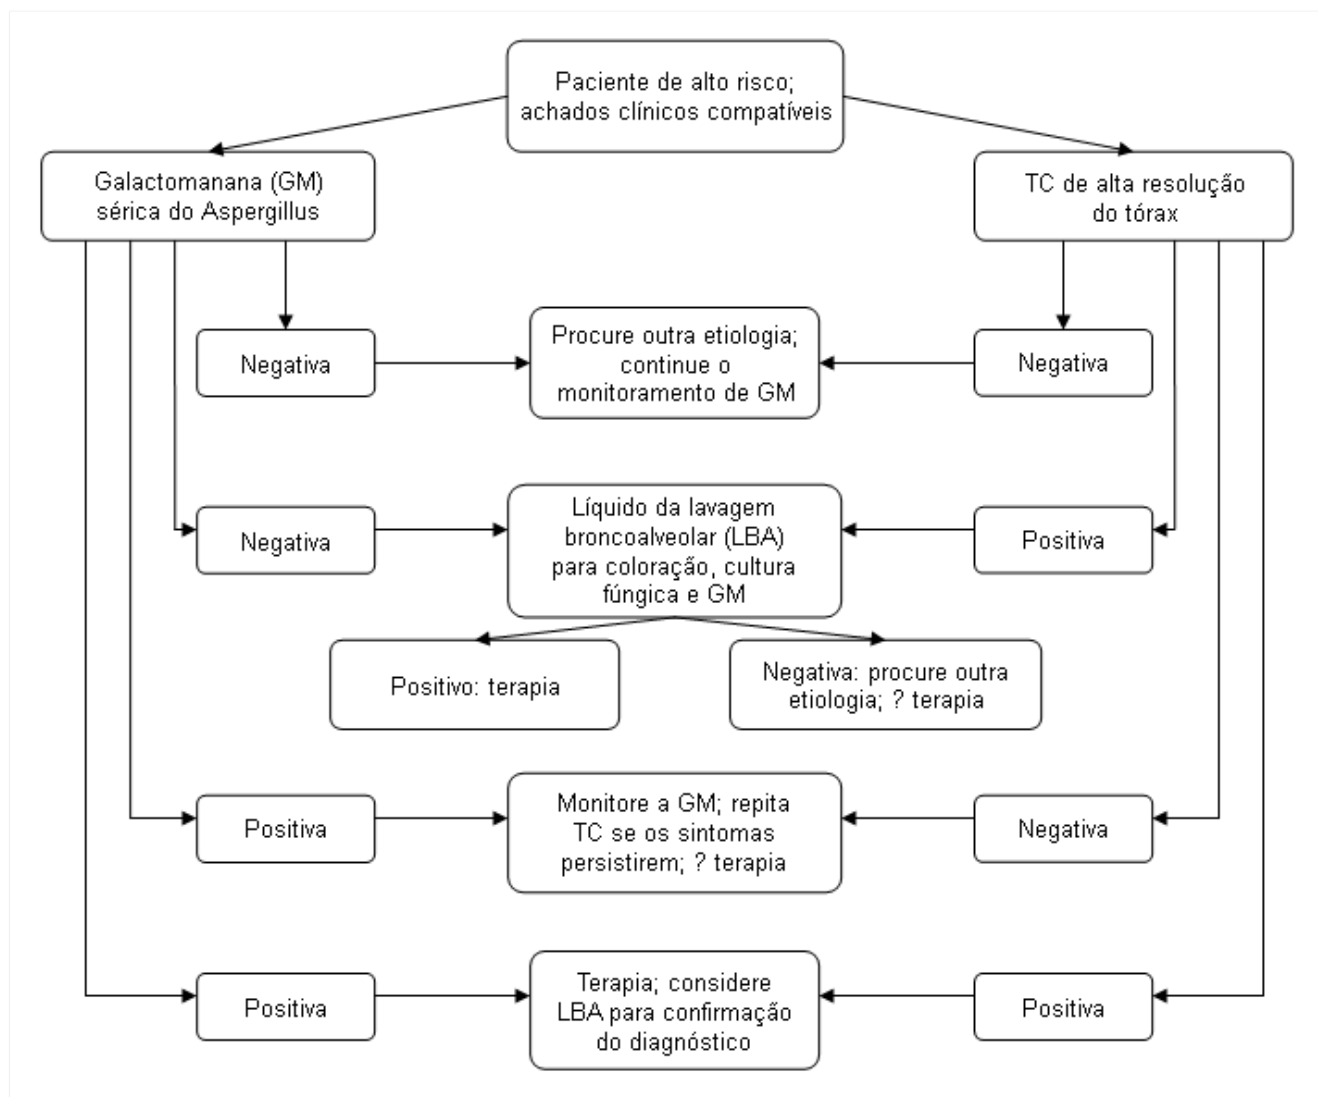 Paciente de alto risco;
achados clínicos compatíveis
Galactomanana (GM)
sérica do Aspergillus
TC de alta resolução
do tórax
Negativa
Procure outra etiologia;
continue o
monitoramento de GM
Negativa
Negativa
Líquido da lavagem
broncoalveolar (LBA)
para coloração, cultura
fúngica e GM
Positiva
Positivo: terapia
Negativa: procure outra
etiologia; ? terapia
Positiva
Monitore a GM; repita
TC se os sintomas
persistirem; ? terapia
Negativa
Positiva
Terapia; considere
LBA para confirmação
do diagnóstico
Positiva